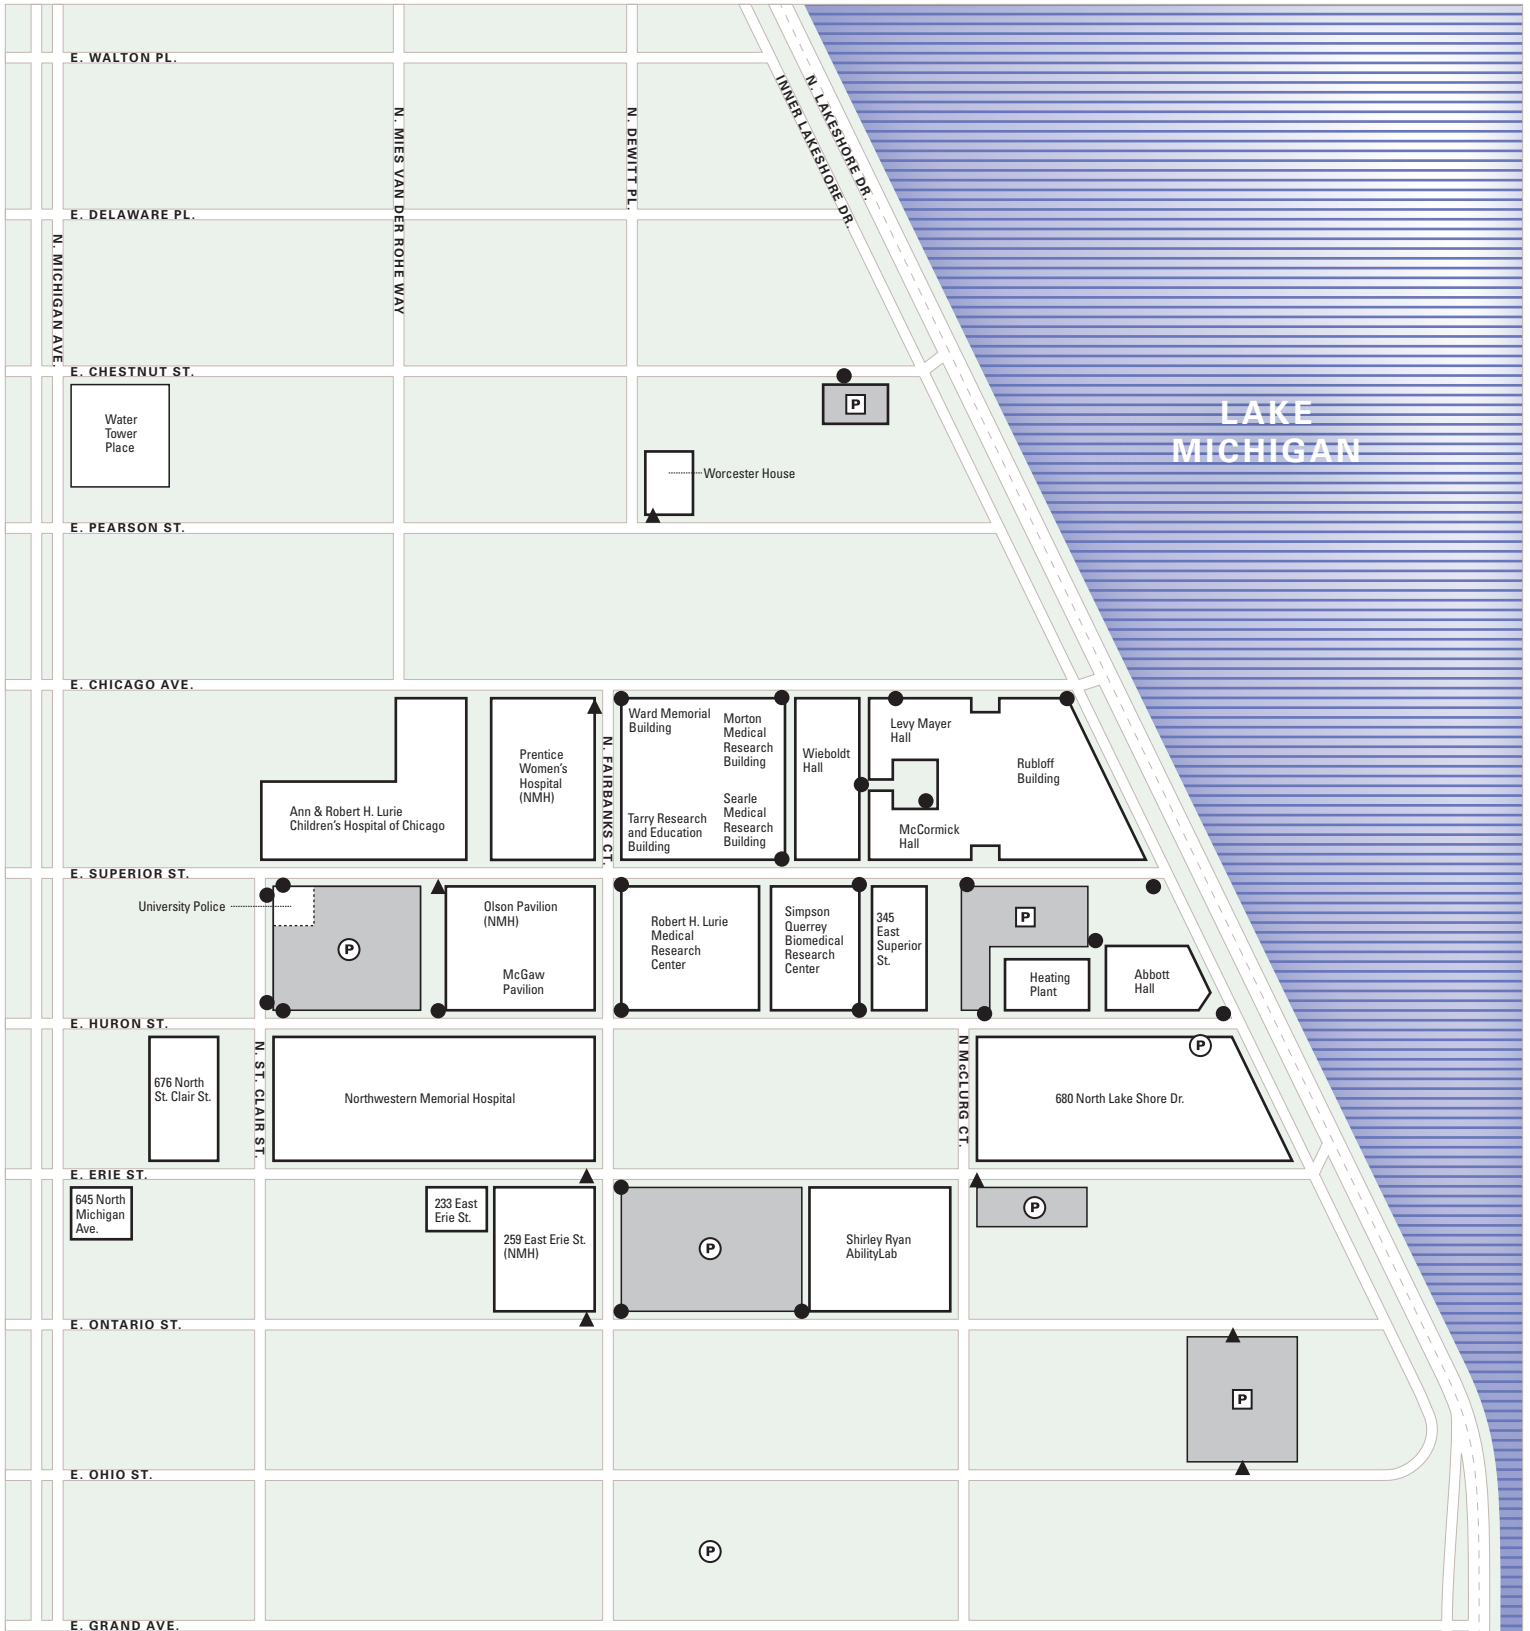 E. WALTON PL.
N. LAKESHORE DR.
INNER LAKESHORE DR.
N. MIES VAN DER ROHE WAY
N. DEWITT PL.
E. DELAWARE PL.
N. MICHIGAN AVE.
E. CHESTNUT ST.
Water
Tower
Place
P
LAKE
MICHIGAN
Worcester House
E. PEARSON ST.
E. CHICAGO AVE.
Ann & Robert H. Lurie
Children's Hospital of Chicago
Prentice
Women's
Hospital
(NMH)
N. FAIRBANKS CT.
Ward Memorial
Building
Morton
Medical
Research
Building
Tarry Research
and Education
Building
Searle
Medical
Research
Building
Wieboldt
Hall
Levy Mayer
Hall
McCormick
Hall
Rubloff
Building
E. SUPERIOR ST.
University Police
P
Olson Pavilion
(NMH)
McGaw
Pavilion
Robert H. Lurie
Medical
Research
Center
Simpson
Querrey
Biomedical
Research
Center
345
East
Superior
St.
P
Heating
Plant
Abbott
Hall
E. HURON ST.
676 North
St. Clair St.
N. ST. CLAIR ST.
Northwestern Memorial Hospital
N McCLURG CT.
P
680 North Lake Shore Dr.
E. ERIE ST.
645 North
Michigan
Ave.
233 East
Erie St.
259 East Erie St.
(NMH)
P
Shirley Ryan
AbilityLab
P
E. ONTARIO ST.
P
E. OHIO ST.
P
E. GRAND AVE.